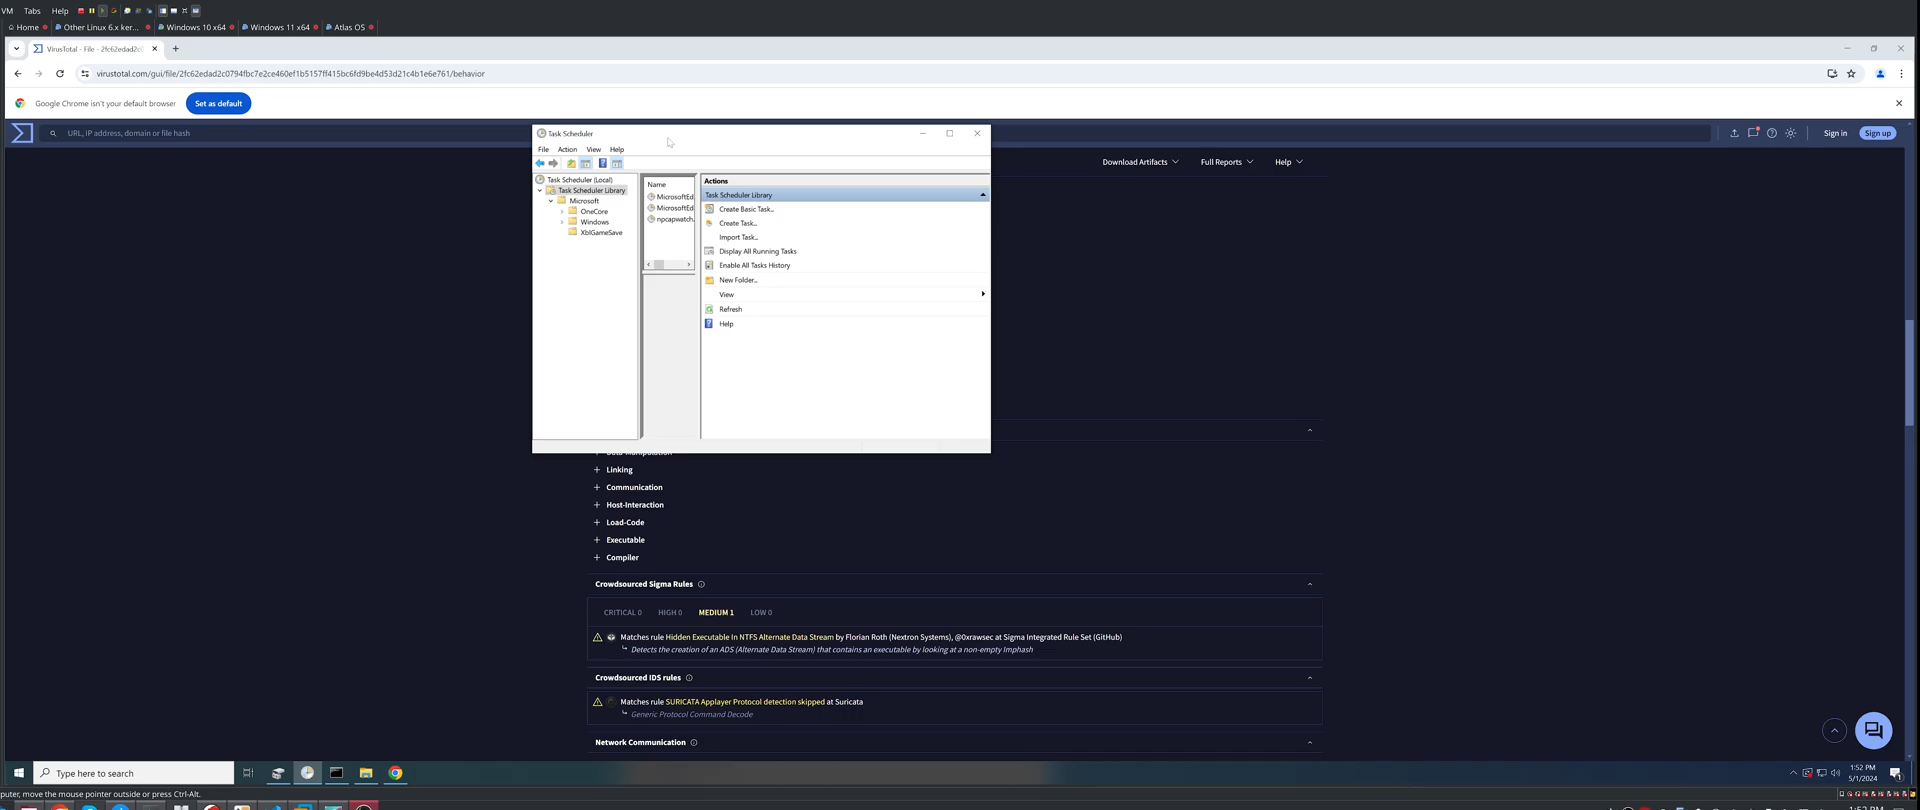 VM Tabs Help
Home Other Linux 6.x ker... Windows 10 x64 Windows 11 x64 Atlas OS
VirusTotal - File - 2fc62edad2c
virustotal.com/gui/file/2fc62edad2c0794fbc7e2ce460ef1b5157ff415bc6fd9be4d53d21c4b1e6e761/behavior
Google Chrome isn't your default browser Set as default
URL, IP address, domain or file hash Sign in Sign up
Task Scheduler
File Action View Help
Download Artifacts Full Reports Help
Task Scheduler (Local)
Task Scheduler Library
Microsoft
OneCore
Windows
XblGameSave
Name
MicrosoftEd
MicrosoftEd
npcapwatch.
Actions
Task Scheduler Library
Create Basic Task...
Create Task...
Import Task...
Display All Running Tasks
Enable All Tasks History
New Folder...
View
Refresh
Help
Data-Manipulation
Linking
Communication
Host-Interaction
Load-Code
Executable
Compiler
Crowdsourced Sigma Rules
CRITICAL 0 HIGH 0 MEDIUM 1 LOW 0
Matches rule Hidden Executable In NTFS Alternate Data Stream by Florian Roth (Nextron Systems), @0xrawsec at Sigma Integrated Rule Set (GitHub)
Detects the creation of an ADS (Alternate Data Stream) that contains an executable by looking at a non-empty Imphash
Crowdsourced IDS rules
Matches rule SURICATA Applayer Protocol detection skipped at Suricata
Generic Protocol Command Decode
Network Communication
Type here to search
1:52 PM
5/1/2024
puter, move the mouse pointer outside or press Ctrl-Alt.
1:52 PM